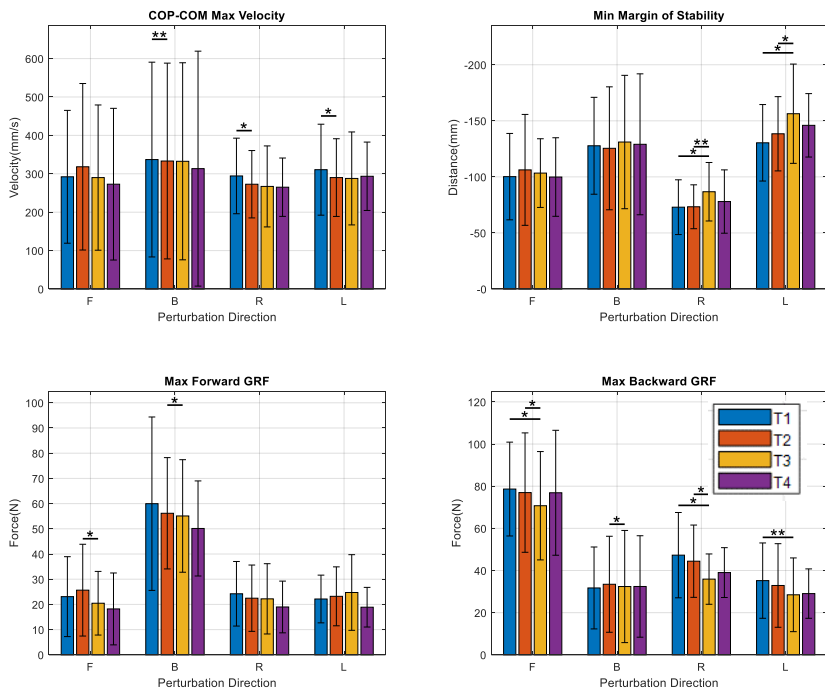 COP-COM Max Velocity
**
*
*
600
500
400
300
200
100
0
Velocity(mm/s)
F B R L
Perturbation Direction
Min Margin of Stability
*
*
**
*
-200
-150
-100
-50
-0
Distance(mm)
F B R L
Perturbation Direction
Max Forward GRF
*
*
100
90
80
70
60
50
40
30
20
10
0
Force(N)
F B R L
Perturbation Direction
Max Backward GRF
*
*
*
*
*
**
120
100
80
60
40
20
0
Force(N)
T1
T2
T3
T4
F B R L
Perturbation Direction